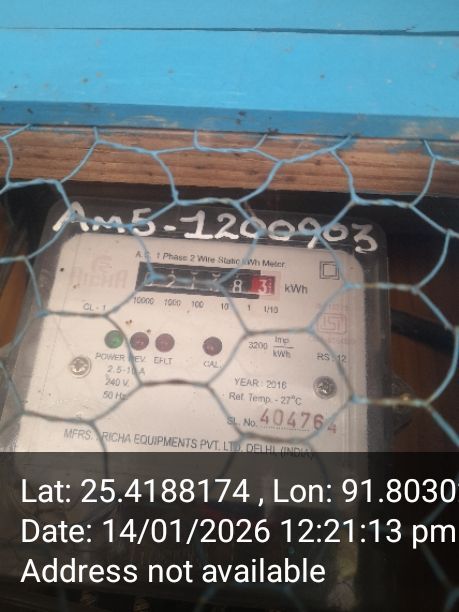 AM5-1200903
A.C. 1 Phase 2 Wire Static kWh Meter.
8 3 kWh
10000 1000 100 10 1 1/10
CL - 1
3200 Imp/kWh
POWER REV. EFLT CAL.
RS : 12
2.5-10 A
240 V.
50 Hz
YEAR : 2016
Ref. Temp. - 27°C
SL. No. 404764
MFRS. : RICHA EQUIPMENTS PVT. LTD. DELHI, (INDIA)
Lat: 25.4188174 , Lon: 91.8030
Date: 14/01/2026 12:21:13 pm
Address not available